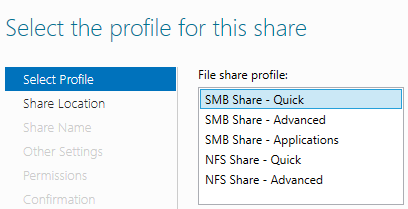 Select the profile for this share
Select Profile
Share Location
Share Name
Other Settings
Permissions
Confirmation
File share profile:
SMB Share - Quick
SMB Share - Advanced
SMB Share - Applications
NFS Share - Quick
NFS Share - Advanced